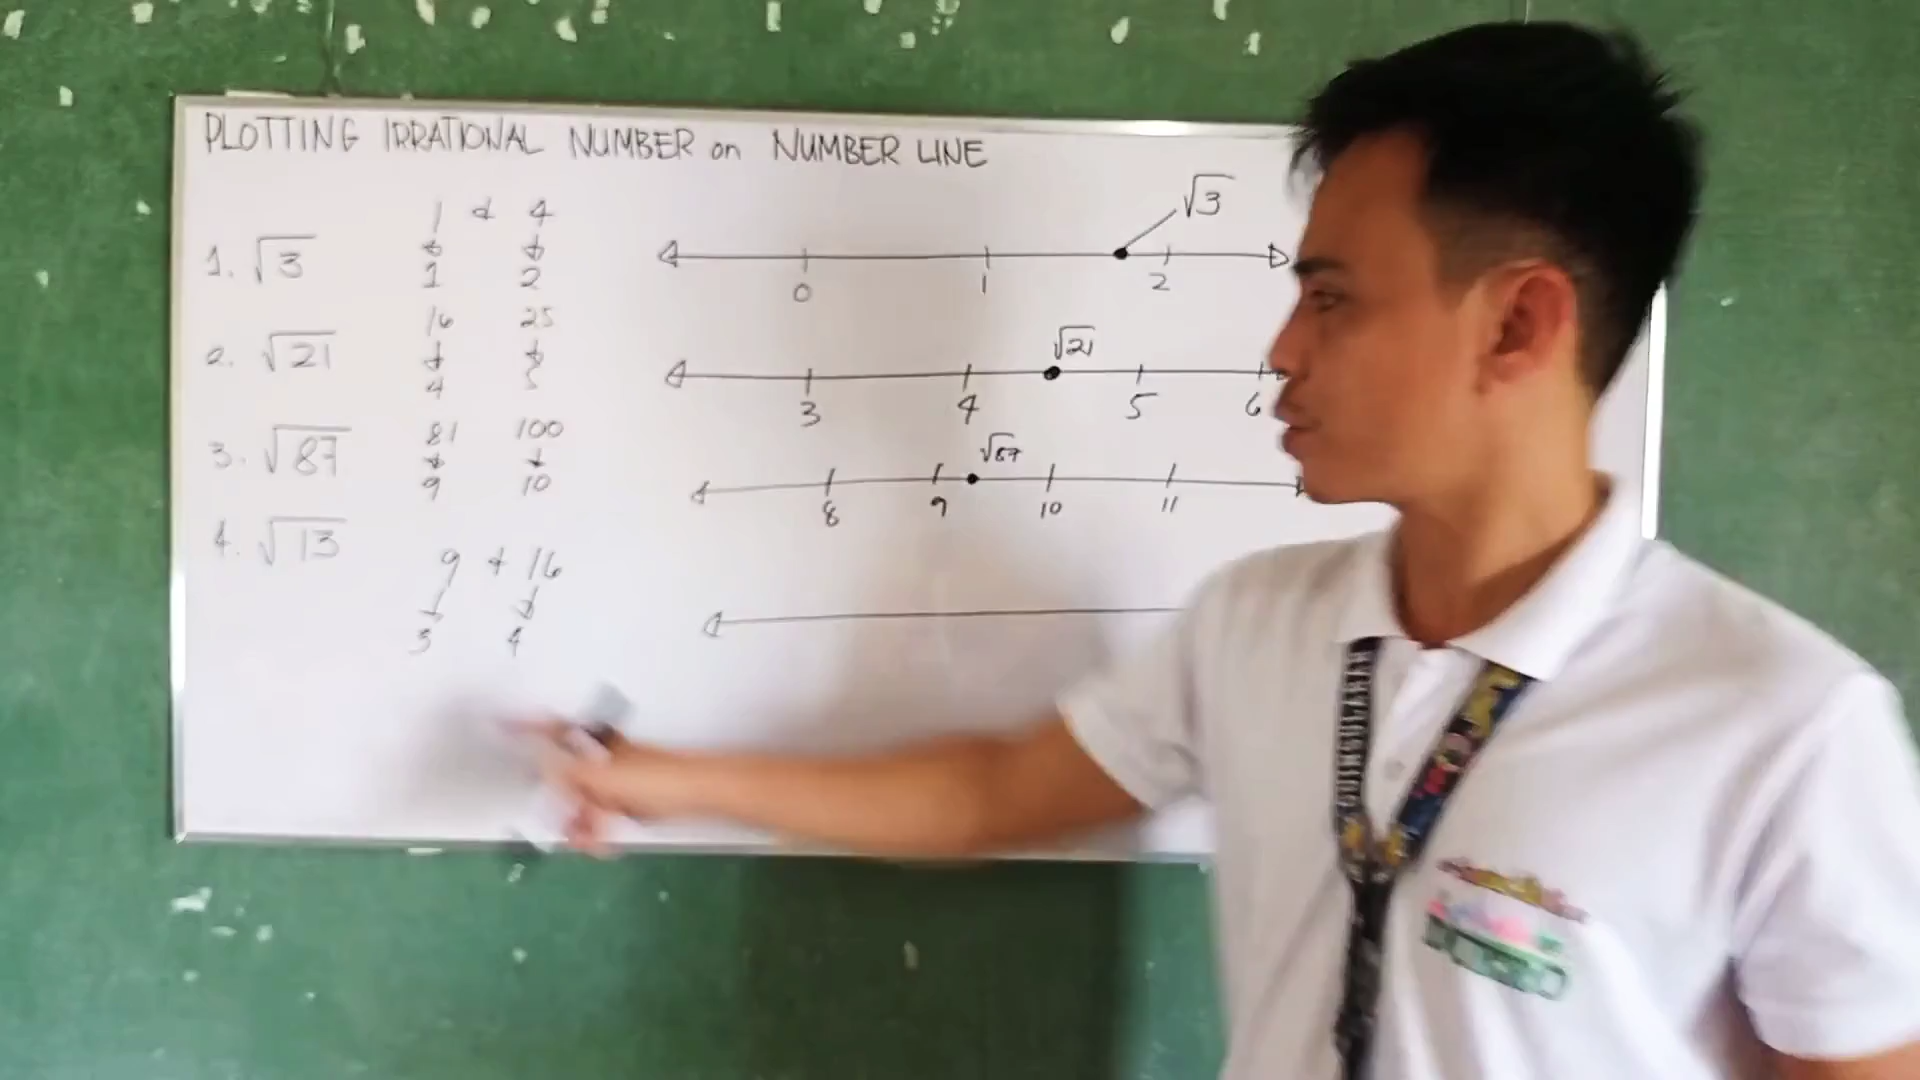 PLOTTING IRRATIONAL NUMBER on NUMBER LINE
1. √3
1 & 4
1 2
√3
0 1 2
2. √21
16 25
4 5
√21
3 4 5 6
3. √87
81 100
9 10
√87
8 9 10 11
4. √13
9 & 16
3 4
GUINSULARAN